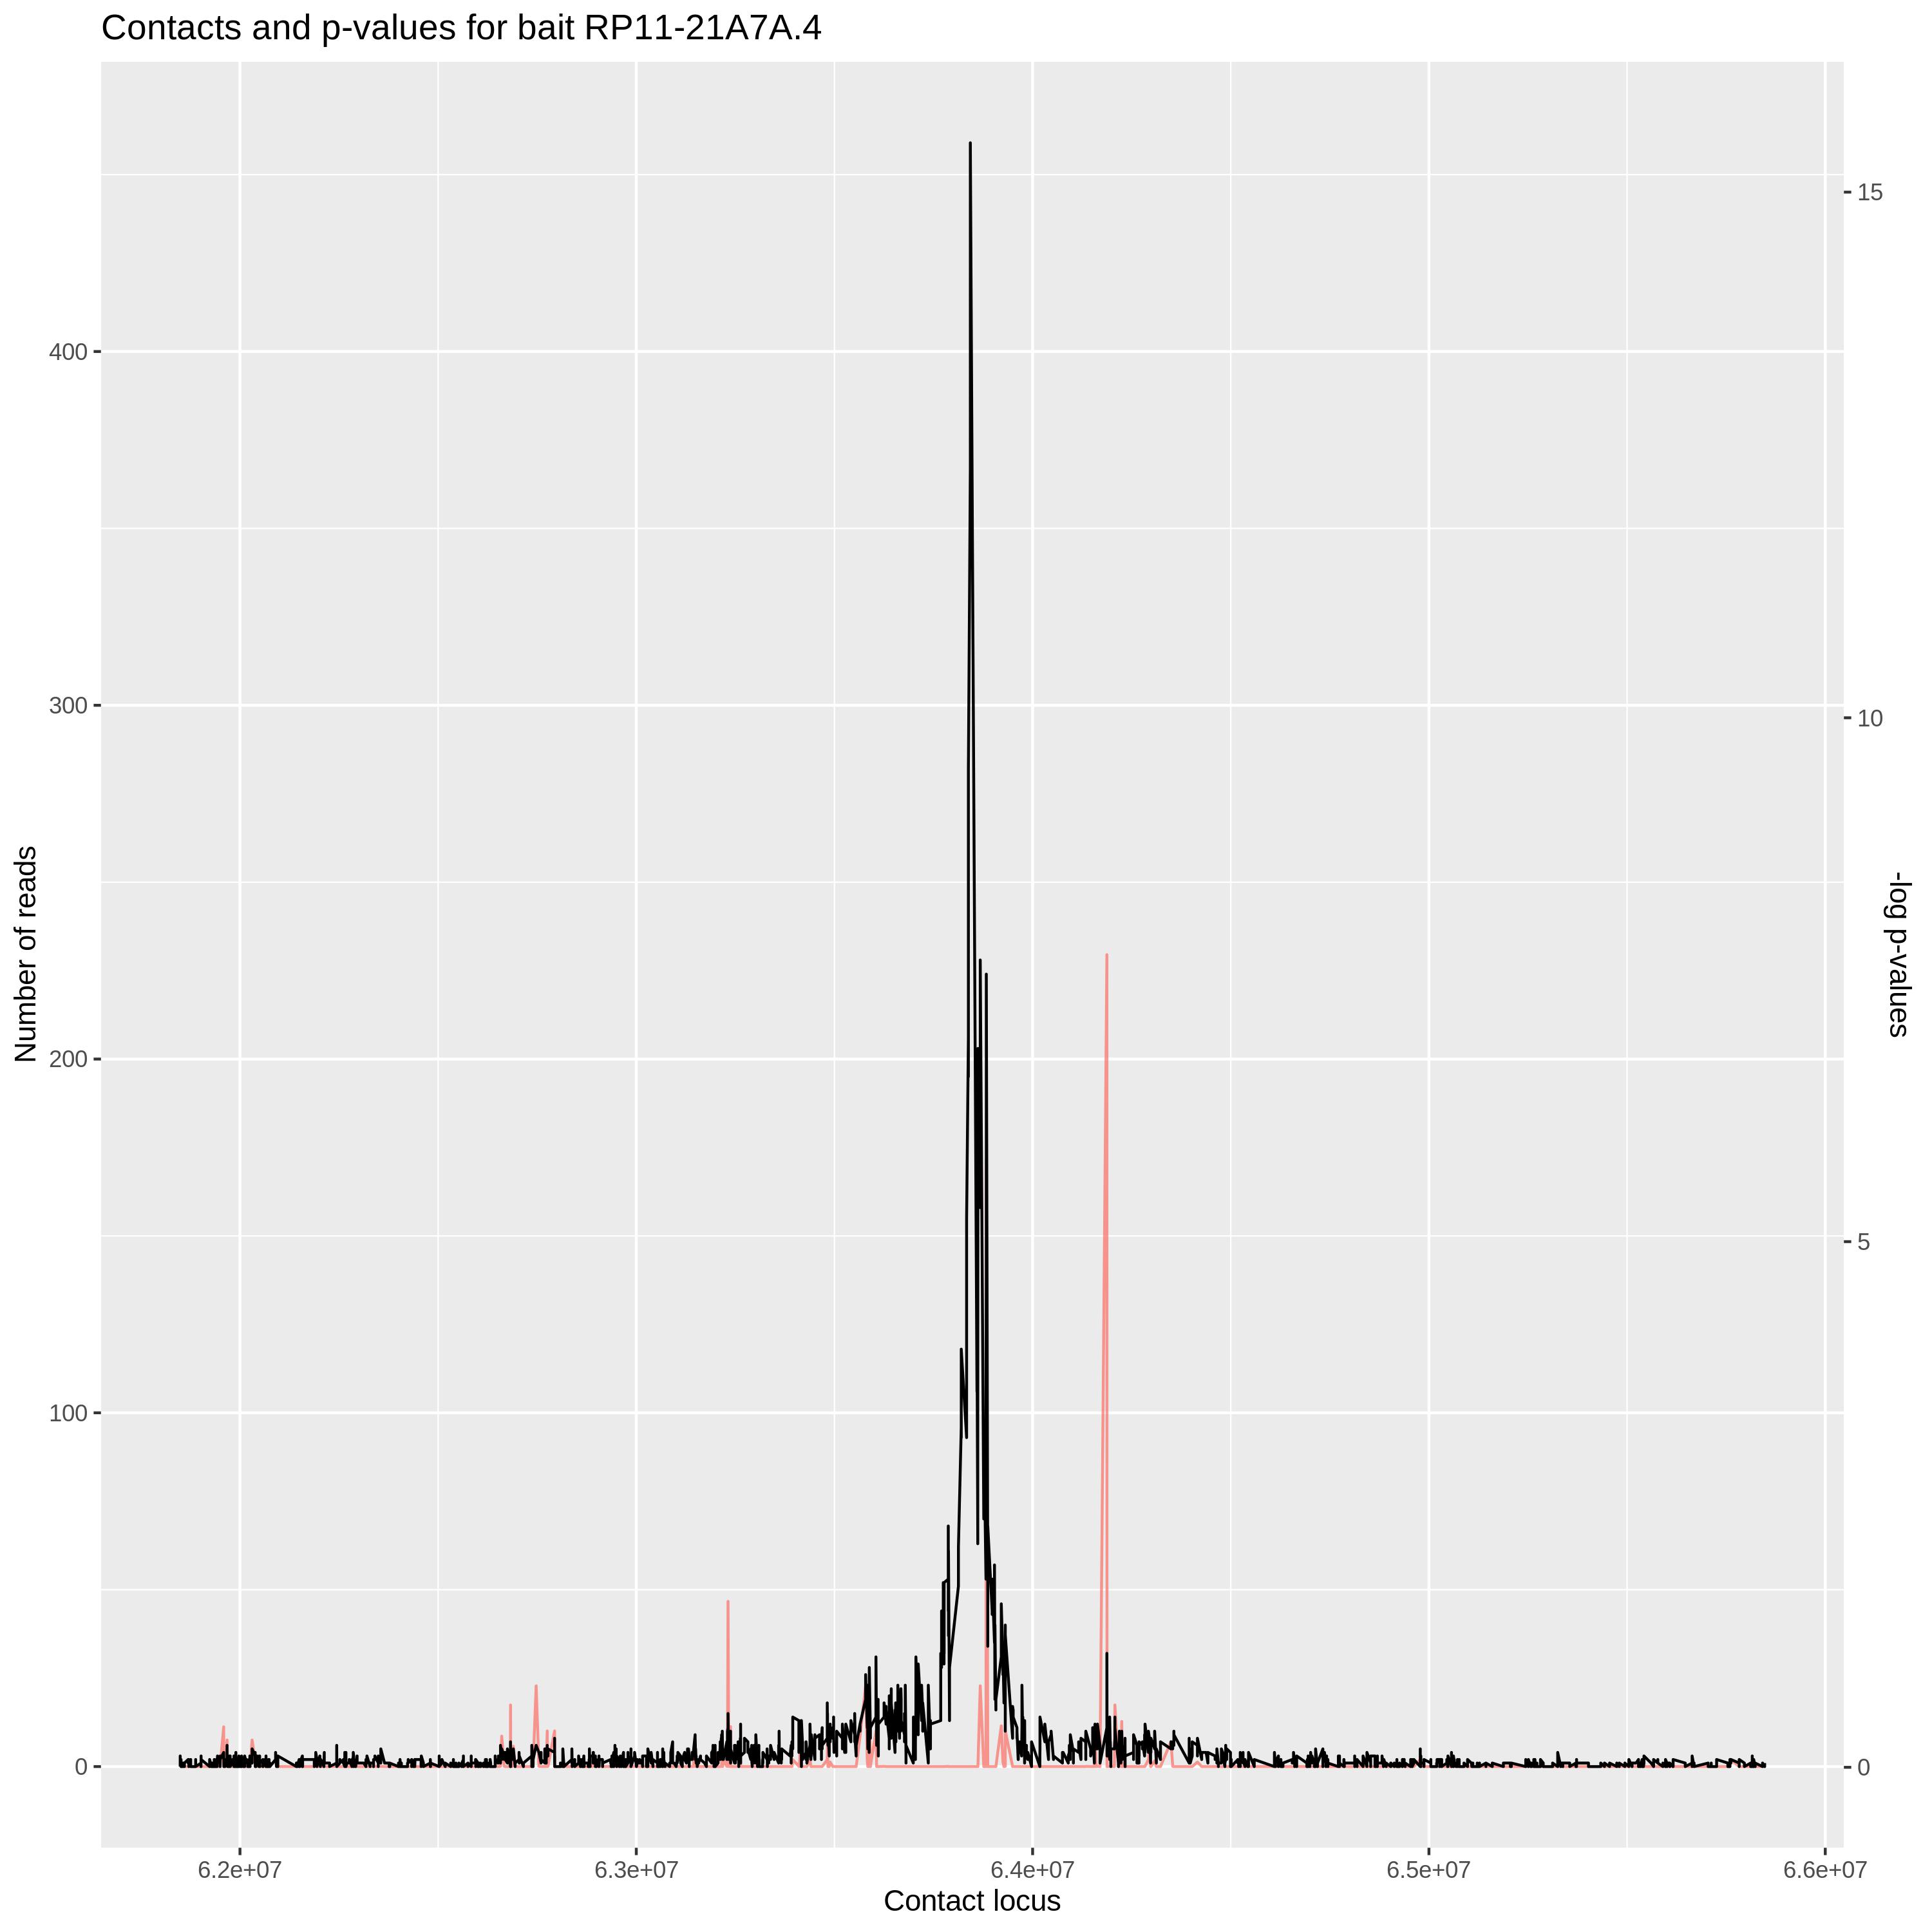 Contacts and p-values for bait RP11-21A7A.4
Number of reads
400
300
200
100
0
15
10
5
0
-log p-values
6.2e+07
6.3e+07
6.4e+07
6.5e+07
6.6e+07
Contact locus